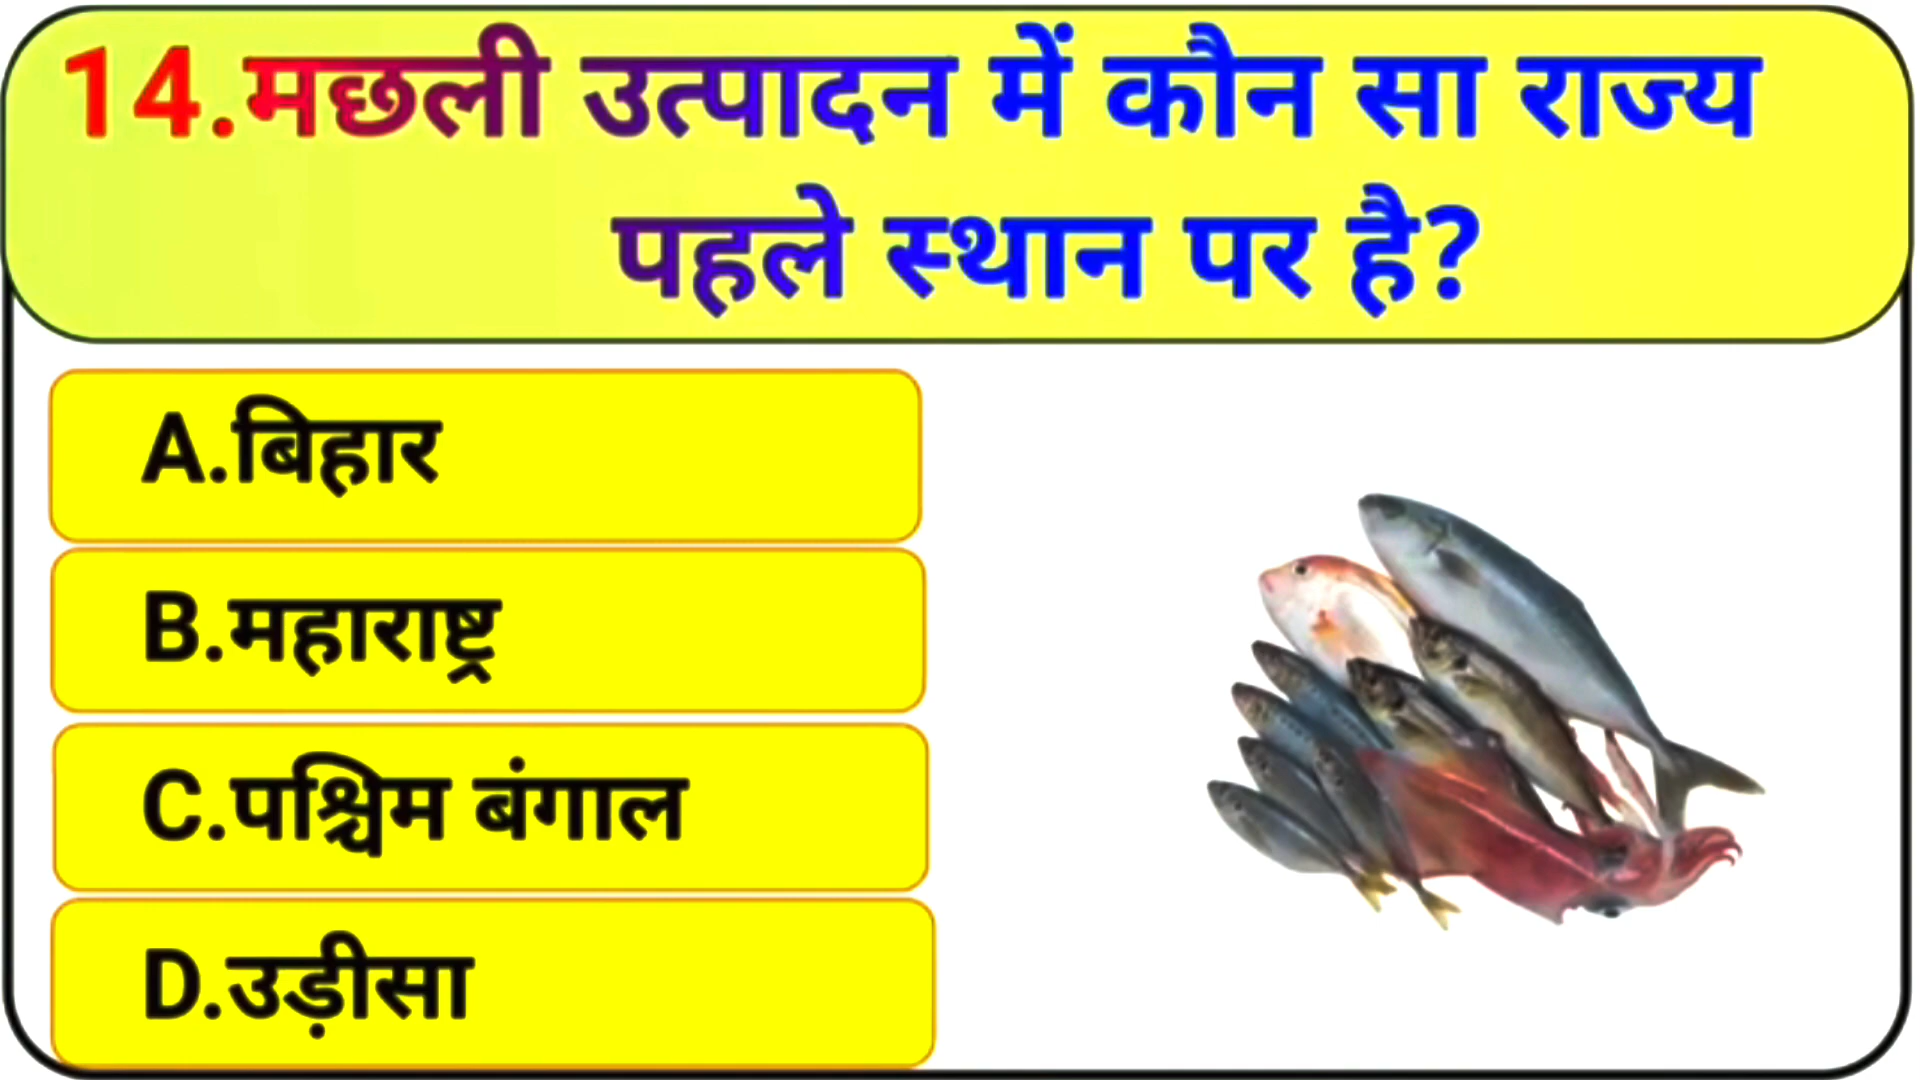 14.मछली उत्पादन में कौन सा राज्य
पहले स्थान पर है?
A.बिहार
B.महाराष्ट्र
C.पश्चिम बंगाल
D.उड़ीसा